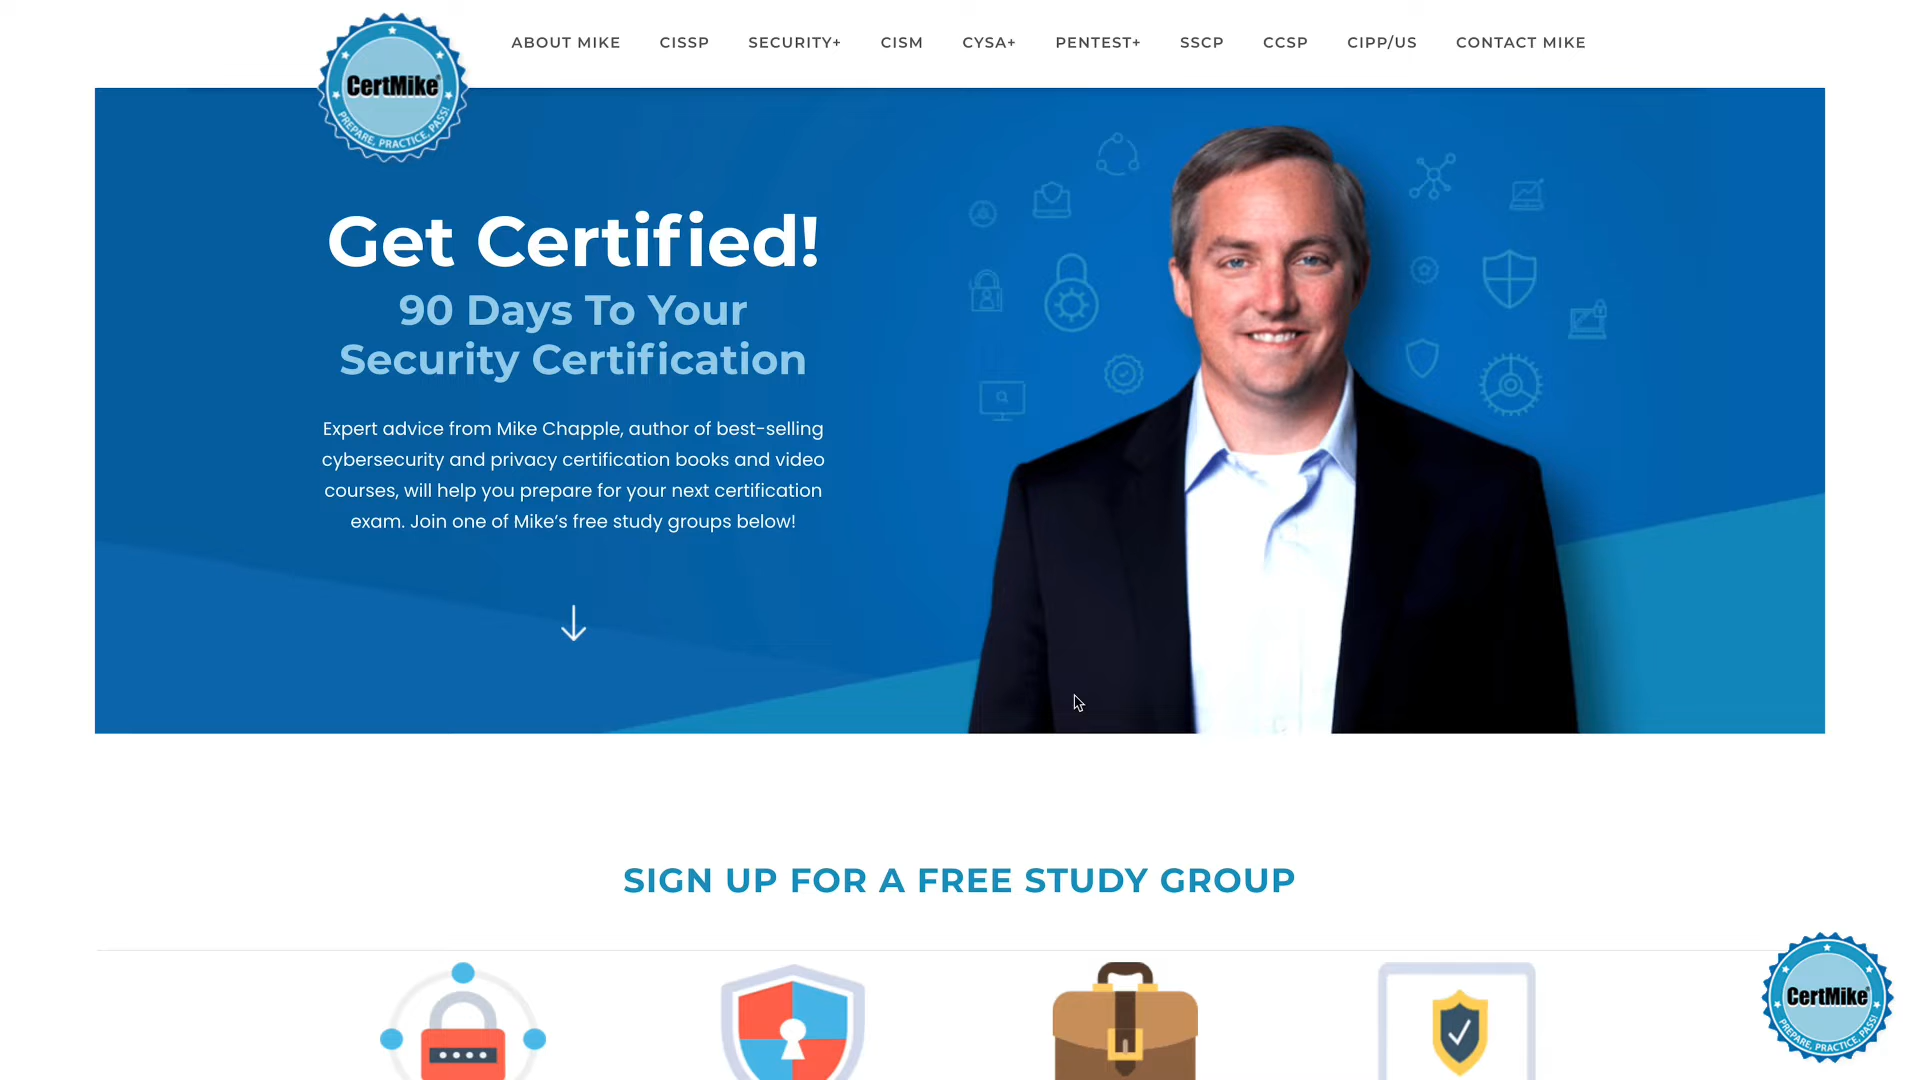 CertMike
PREPARE, PRACTICE, PASS!
ABOUT MIKE
CISSP
SECURITY+
CISM
CYSA+
PENTEST+
SSCP
CCSP
CIPP/US
CONTACT MIKE
Get Certified!
90 Days To Your
Security Certification
Expert advice from Mike Chapple, author of best-selling
cybersecurity and privacy certification books and video
courses, will help you prepare for your next certification
exam. Join one of Mike’s free study groups below!
SIGN UP FOR A FREE STUDY GROUP
CertMike
PREPARE, PRACTICE, PASS!